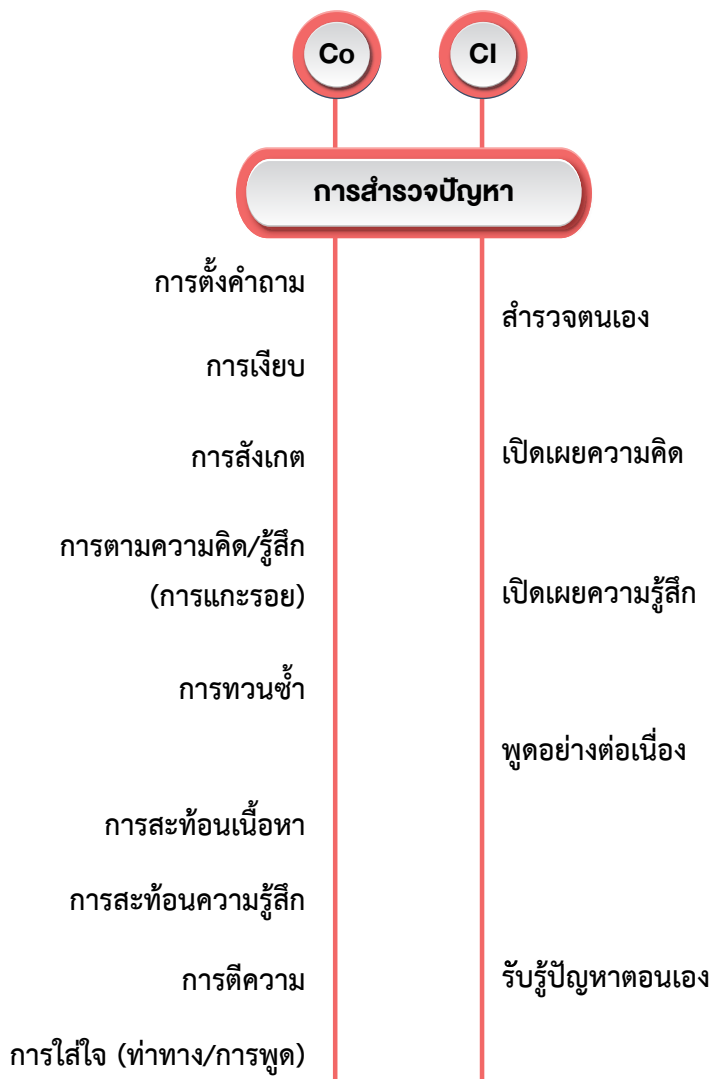 Co
Cl
การสำรวจปัญหา
การตั้งคำถาม
สำรวจตนเอง
การเงียบ
การสังเกต
เปิดเผยความคิด
การตามความคิด/รู้สึก
(การแกะรอย)
เปิดเผยความรู้สึก
การทวนซ้ำ
พูดอย่างต่อเนื่อง
การสะท้อนเนื้อหา
การสะท้อนความรู้สึก
การตีความ
รับรู้ปัญหาตอนเอง
การใส่ใจ (ท่าทาง/การพูด)